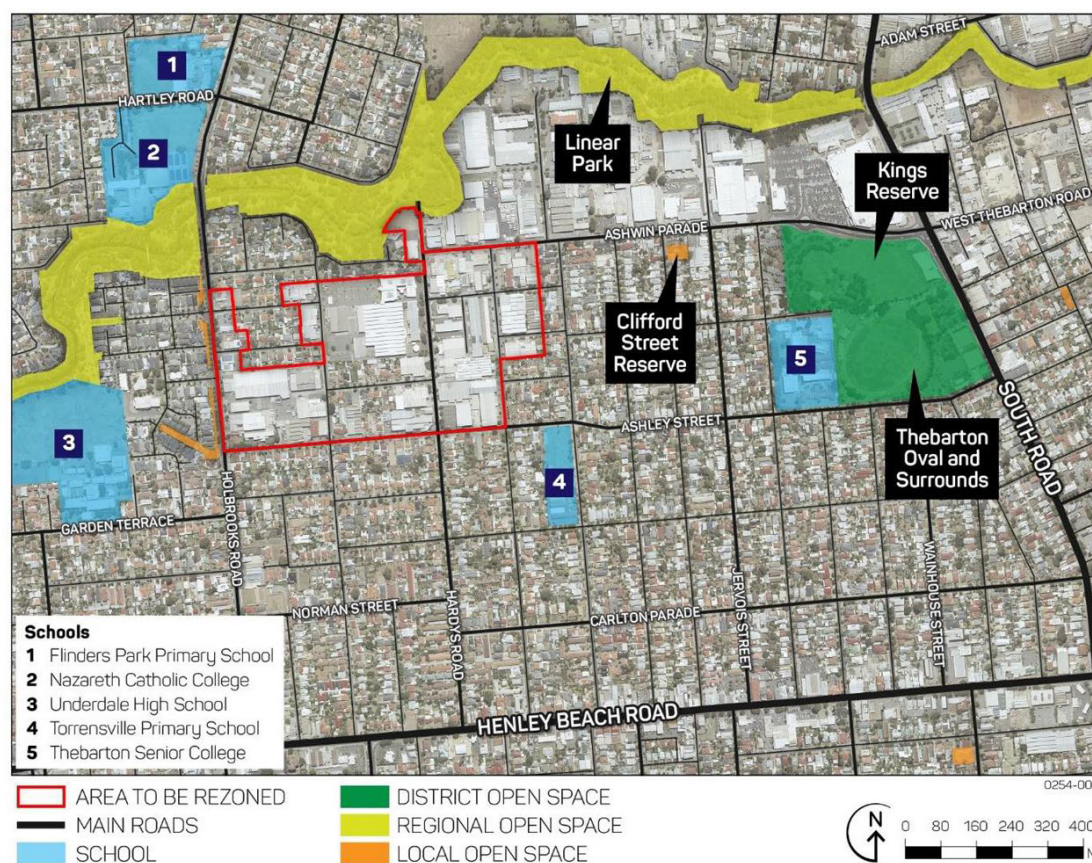 1
HARTLEY ROAD
2
ADAM STREET
Linear
Park
Kings
Reserve
WEST THEBARTON ROAD
ASHWIN PARADE
Clifford
Street
Reserve
5
ASHLEY STREET
SOUTH ROAD
Thebarton
Oval and
Surrounds
3
4
GARDEN TERRACE
HOLBROOKS ROAD
NORMAN STREET
HARDYS ROAD
CARLTON PARADE
JERVOIS STREET
WAINHOUSE STREET
HENLEY BEACH ROAD
Schools
1 Flinders Park Primary School
2 Nazareth Catholic College
3 Underdale High School
4 Torrensville Primary School
5 Thebarton Senior College
AREA TO BE REZONED
MAIN ROADS
SCHOOL
DISTRICT OPEN SPACE
REGIONAL OPEN SPACE
LOCAL OPEN SPACE
N
0 80 160 240 320 400